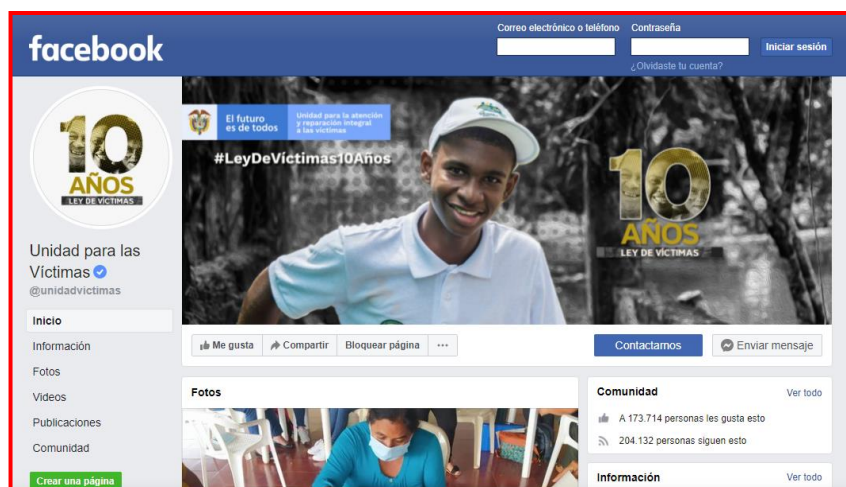 facebook
Correo electrónico o teléfono
Contraseña
Iniciar sesión
¿Olvidaste tu cuenta?
10
AÑOS
LEY DE VÍCTIMAS
Unidad para las
Víctimas
@unidadvictimas
Inicio
Información
Fotos
Videos
Publicaciones
Comunidad
Crear una página
El futuro
es de todos
Unidad para la atención
y reparación integral
a las víctimas
#LeyDeVíctimas10Años
10
AÑOS
LEY DE VÍCTIMAS
Me gusta
Compartir
Bloquear página
...
Contactarnos
Enviar mensaje
Fotos
Comunidad
Ver todo
A 173.714 personas les gusta esto
204.132 personas siguen esto
Información
Ver todo